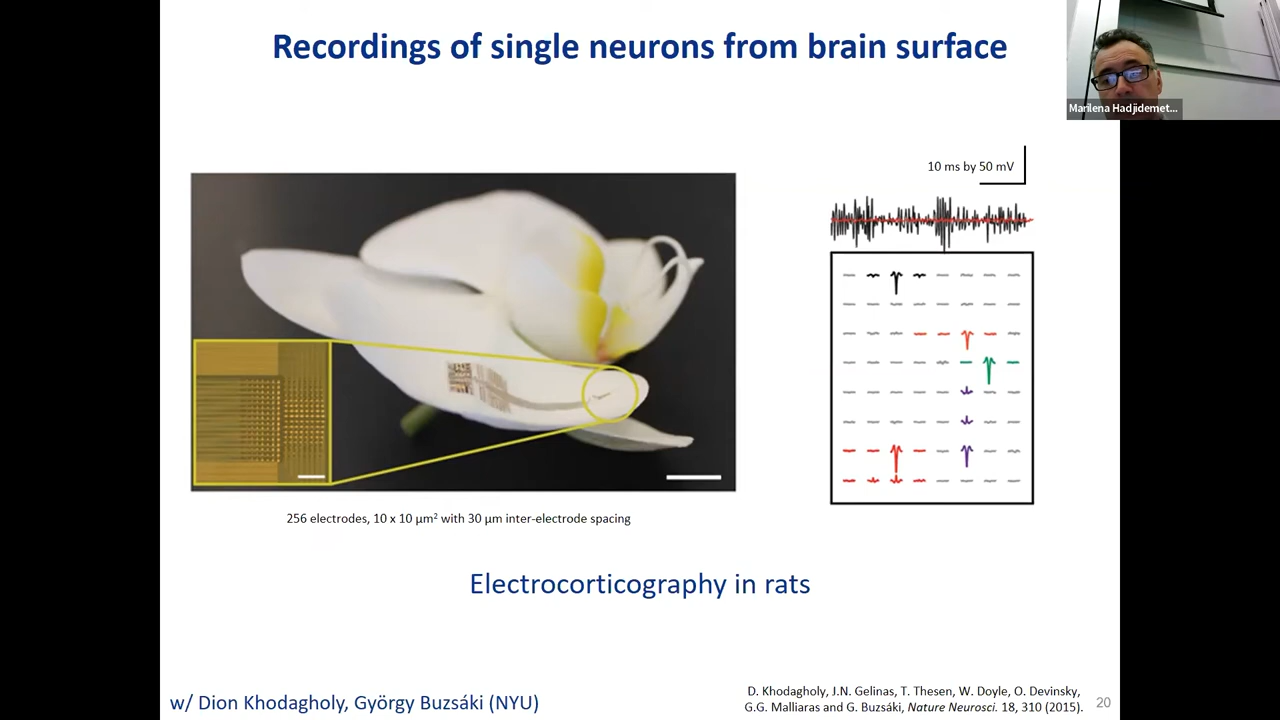 Recordings of single neurons from brain surface
Marilena Hadjidemet...
10 ms by 50 mV
256 electrodes, 10 x 10 µm² with 30 µm inter-electrode spacing
Electrocorticography in rats
w/ Dion Khodagholy, György Buzsáki (NYU)
D. Khodagholy, J.N. Gelinas, T. Thesen, W. Doyle, O. Devinsky,
G.G. Malliaras and G. Buzsáki, Nature Neurosci. 18, 310 (2015).
20